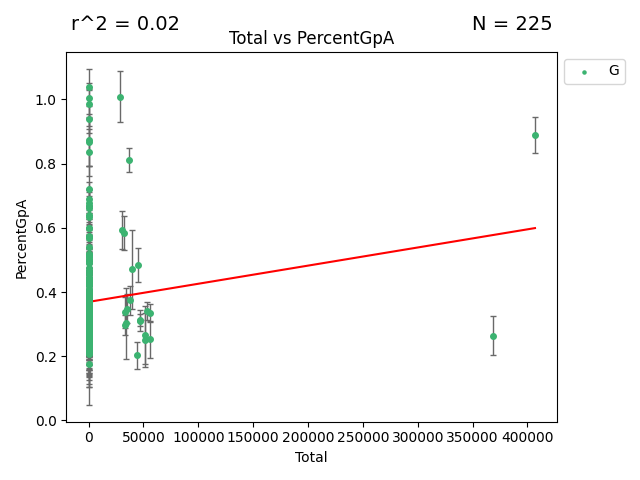 r^2 = 0.02
N = 225
Total vs PercentGpA
G
PercentGpA
1.0
0.8
0.6
0.4
0.2
0.0
0 50000 100000 150000 200000 250000 300000 350000 400000
Total